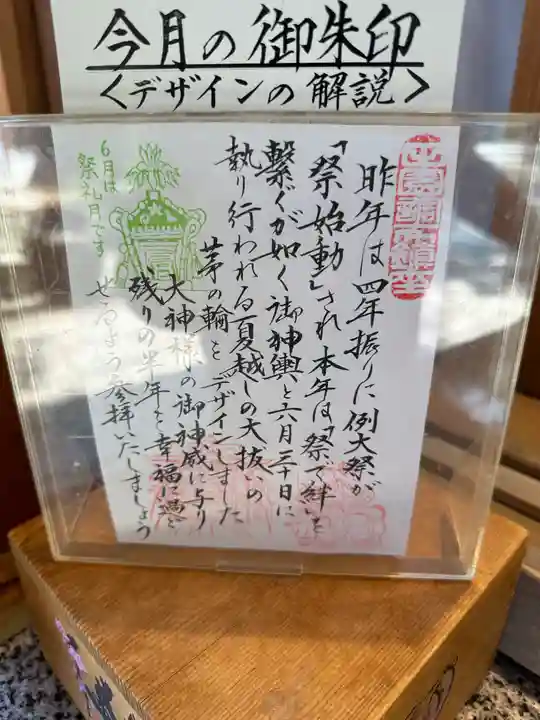 今月の御朱印
＜デザインの解説＞
昨年は四年振りに例大祭が
「祭始動」され本年は「祭で絆」を
繋ぐが如く御神輿と六月三十日に
執り行われる夏越しの大抜いの
茅の輪をデザインしました
大神様の御神威に与り
残りの半年を幸福に過ご
せるよう参拝いたしましょう
6月は
祭礼月です